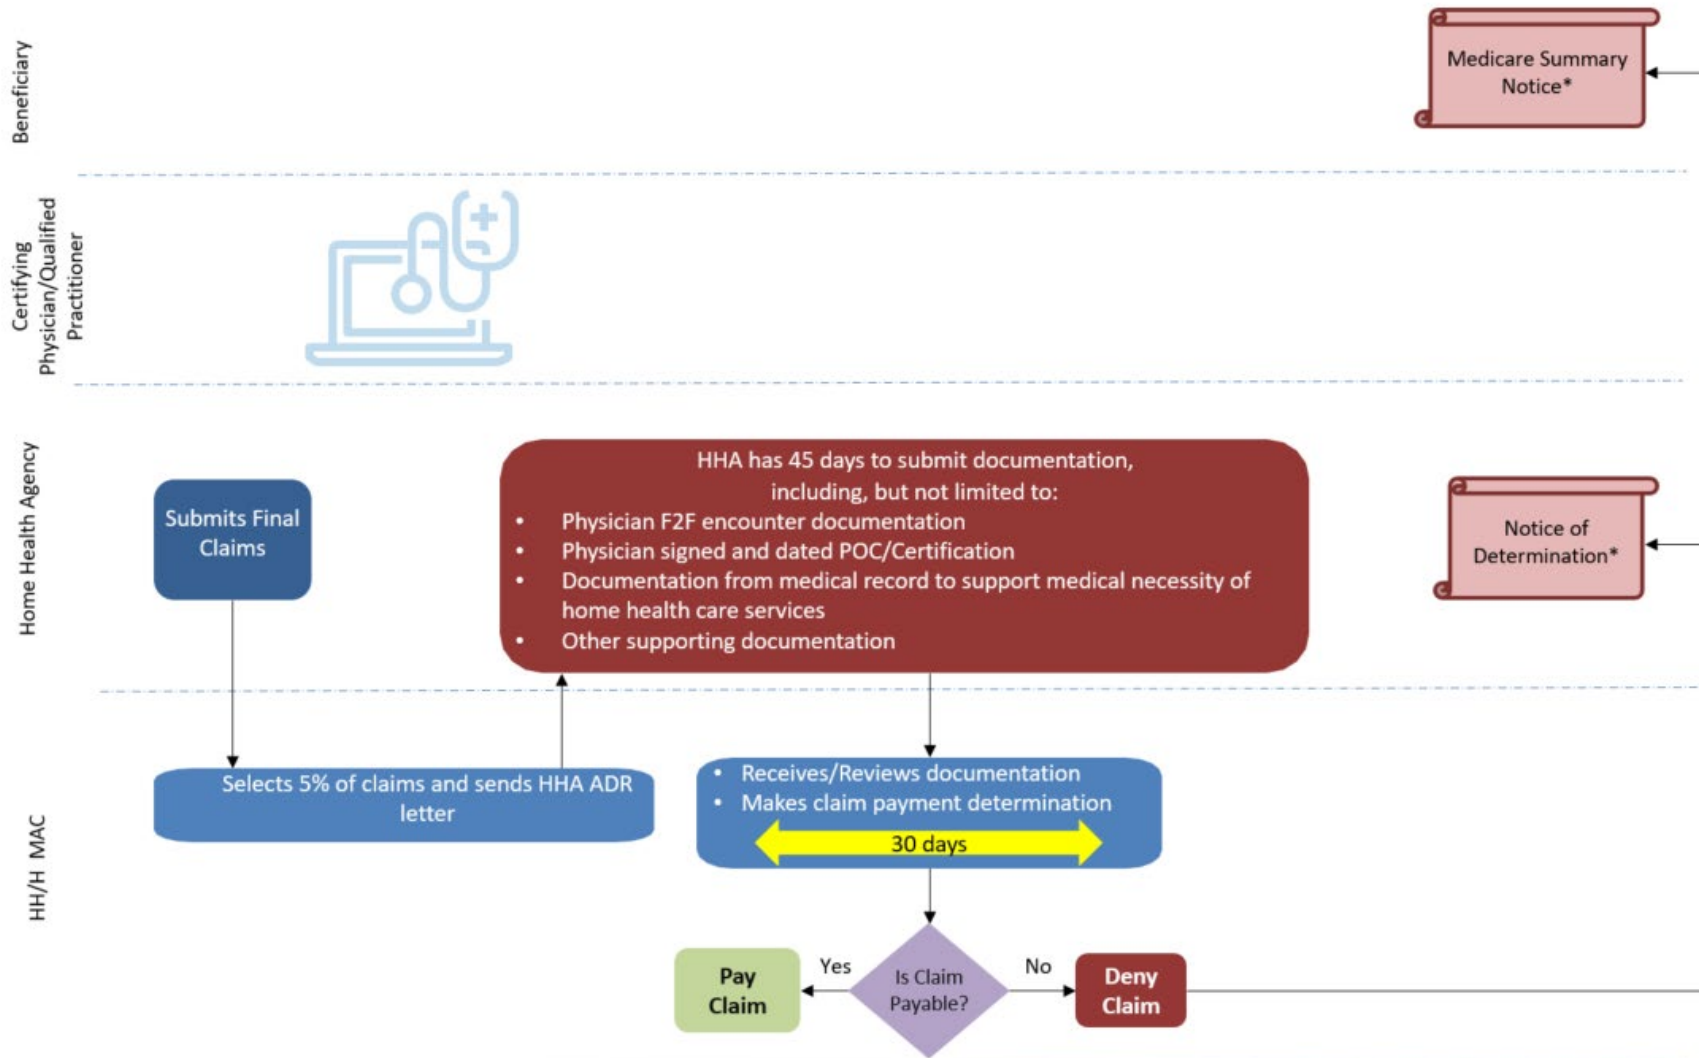 Beneficiary
Medicare Summary
Notice*
Certifying
Physician/Qualified
Practitioner
Home Health Agency
Submits Final
Claims
HHA has 45 days to submit documentation,
including, but not limited to:
• Physician F2F encounter documentation
• Physician signed and dated POC/Certification
• Documentation from medical record to support medical necessity of
home health care services
• Other supporting documentation
Notice of
Determination*
HH/H MAC
Selects 5% of claims and sends HHA ADR
letter
• Receives/Reviews documentation
• Makes claim payment determination
30 days
Pay
Claim
Yes
Is Claim
Payable?
No
Deny
Claim